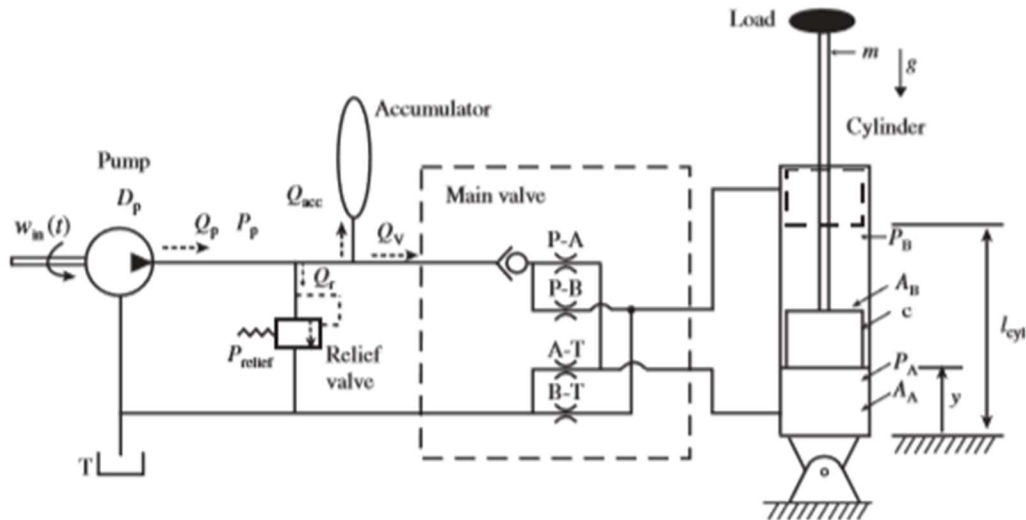 Load
m
g
Accumulator
Cylinder
Pump
D_p
Q_acc
Main valve
w_in(t)
Q_p P_p
Q_V
P-A
P_B
P-B
Q_r
A_B
c
l_cyl
P_relief
Relief
valve
A-T
P_A
B-T
A_A
y
T